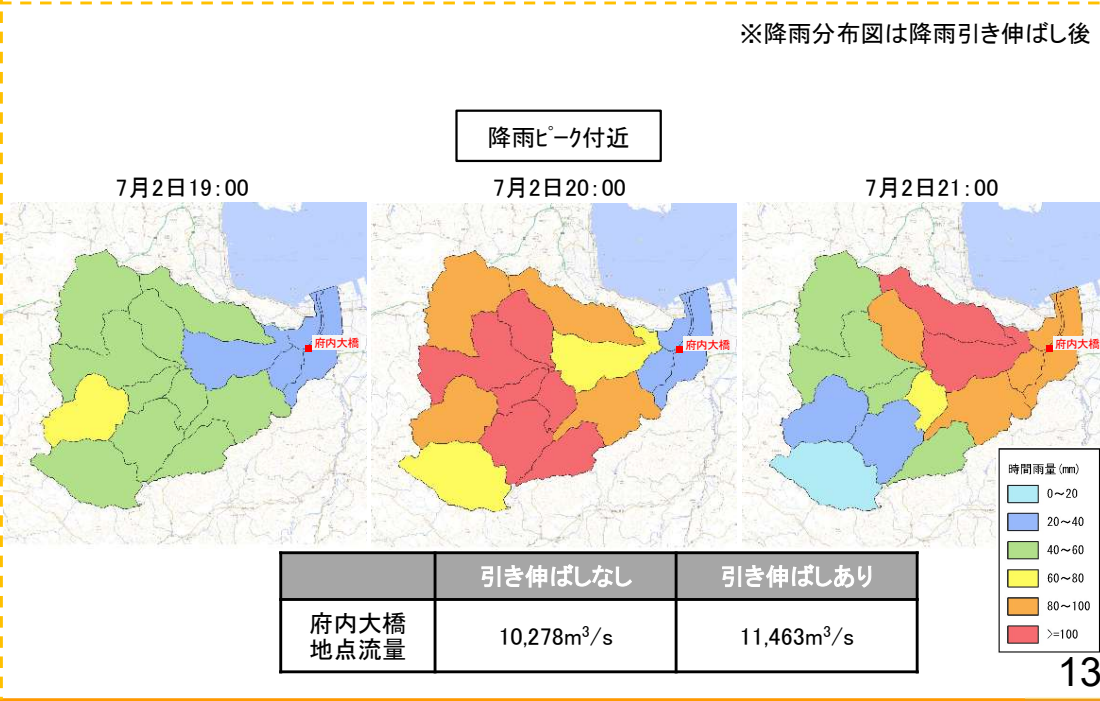 ※降雨分布図は降雨引き伸ばし後
降雨ピーク付近
7月2日19:00
7月2日20:00
7月2日21:00
府内大橋
府内大橋
府内大橋
時間雨量(mm)
0～20
20～40
40～60
60～80
80～100
>=100
引き伸ばしなし
引き伸ばしあり
府内大橋
地点流量
10,278m³/s
11,463m³/s
13